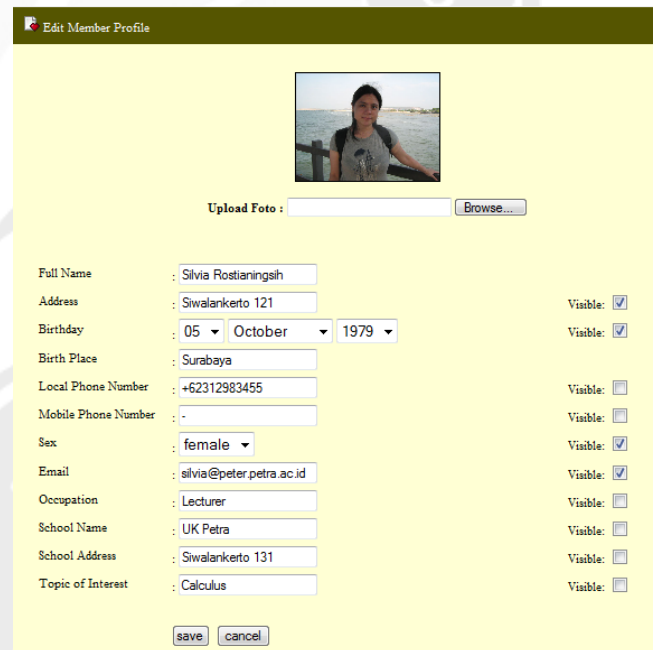 Edit Member Profile
Upload Foto : Browse...
Full Name : Silvia Rostianingsih
Address : Siwalankerto 121 Visible:
Birthday : 05 October 1979 Visible:
Birth Place : Surabaya
Local Phone Number : +62312983455 Visible:
Mobile Phone Number : - Visible:
Sex : female Visible:
Email : silvia@peter.petra.ac.id Visible:
Occupation : Lecturer Visible:
School Name : UK Petra Visible:
School Address : Siwalankerto 131 Visible:
Topic of Interest : Calculus Visible:
save cancel